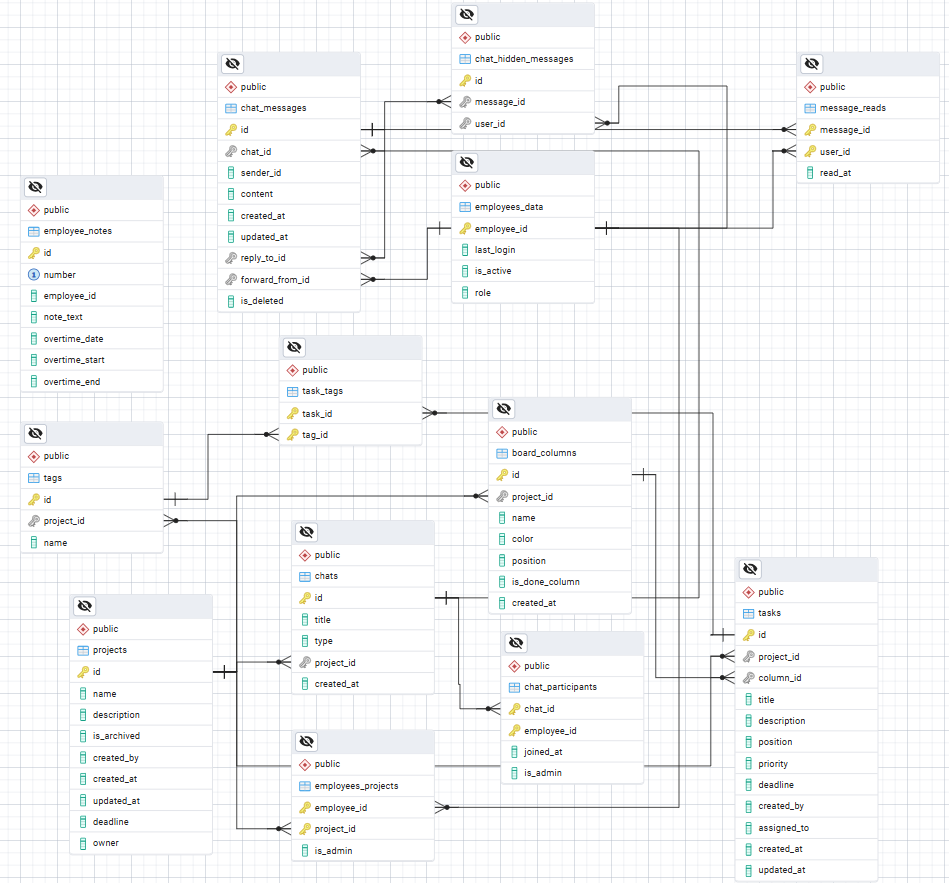 public
chat_hidden_messages
id
message_id
user_id
public
chat_messages
id
chat_id
sender_id
content
created_at
updated_at
reply_to_id
forward_from_id
is_deleted
public
message_reads
message_id
user_id
read_at
public
employees_data
employee_id
last_login
is_active
role
public
employee_notes
id
1
number
employee_id
note_text
overtime_date
overtime_start
overtime_end
public
task_tags
task_id
tag_id
public
board_columns
id
project_id
name
color
position
is_done_column
created_at
public
tags
id
project_id
name
public
chats
id
title
type
project_id
created_at
public
tasks
id
project_id
column_id
title
description
position
priority
deadline
created_by
assigned_to
created_at
updated_at
public
projects
id
name
description
is_archived
created_by
created_at
updated_at
deadline
owner
public
chat_participants
chat_id
employee_id
joined_at
is_admin
public
employees_projects
employee_id
project_id
is_admin